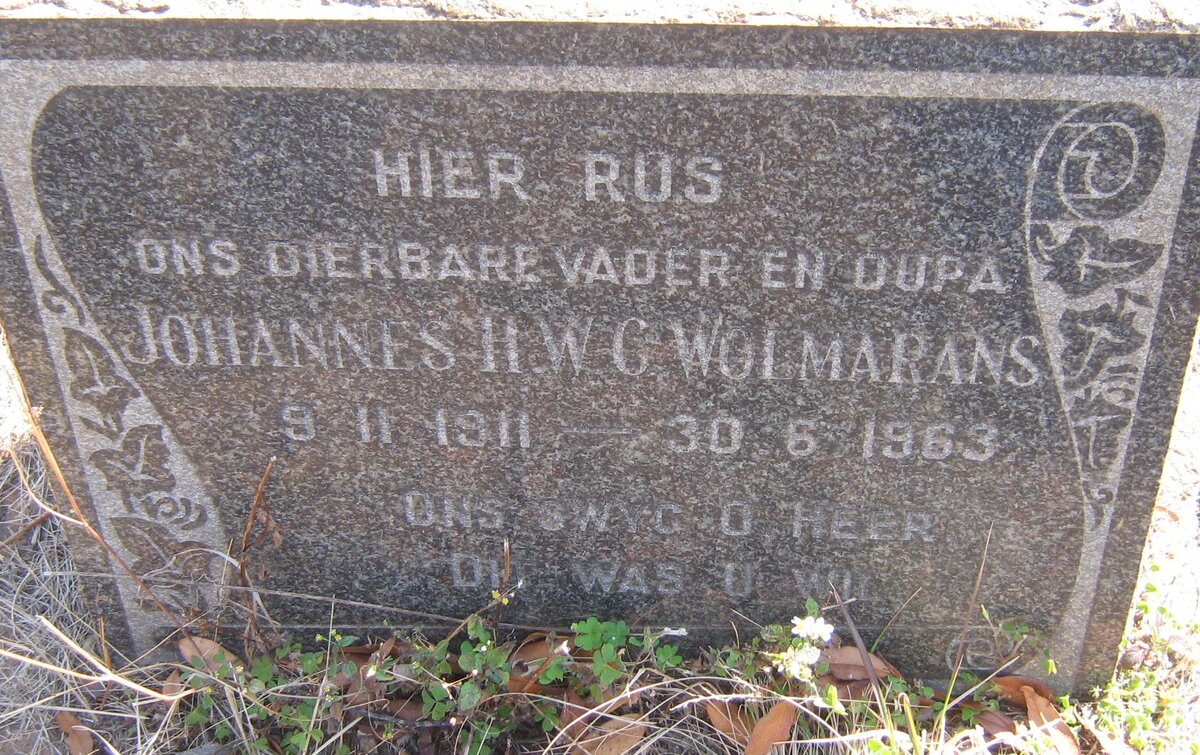 HIER RUS
ONS DIERBARE VADER EN OUPA
JOHANNES H.W G WOLMARANS
9 11 1911 — 30 6 1963
ONS SWYG O HEER
DIT WAS U WIL